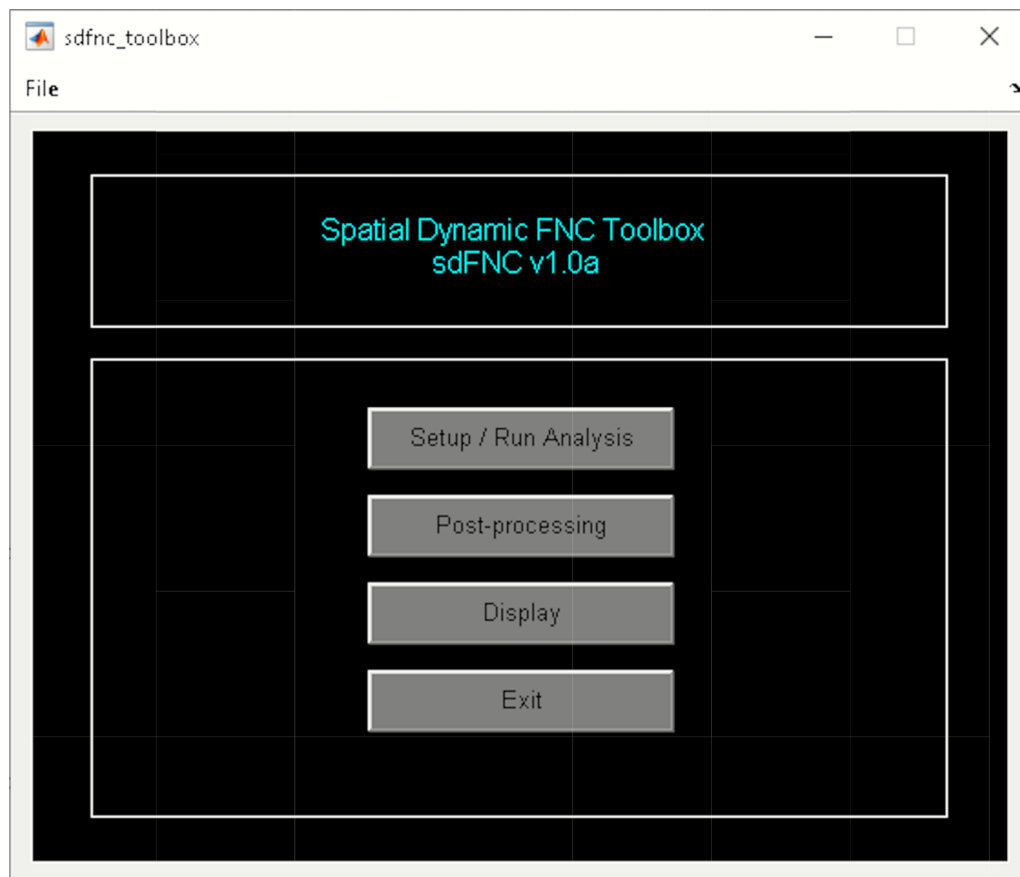 sdfnc_toolbox
File
Spatial Dynamic FNC Toolbox
sdFNC v1.0a
Setup / Run Analysis
Post-processing
Display
Exit